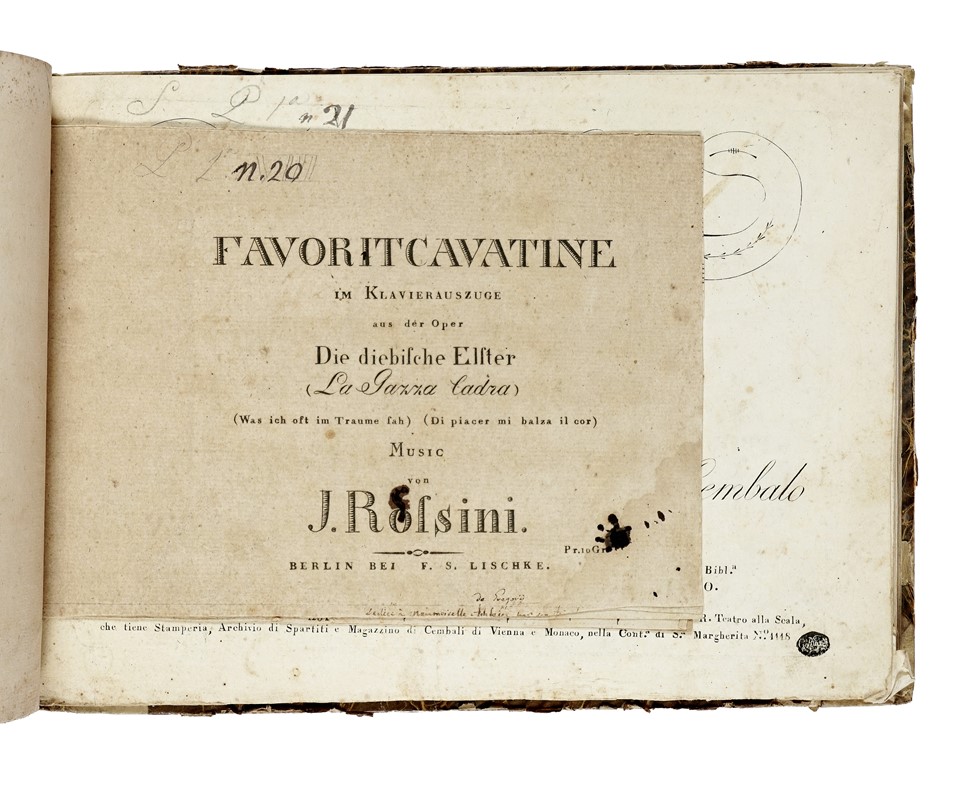 S. P.
n 21
n. 20
FAVORITCAVATINE
IM KLAVIERAUSZUGE
aus der Oper
Die diebiſche Elſter
(La Gazza Ladra)
(Was ich oft im Traume ſah) (Di piacer mi balza il cor)
MUSIC
von
J. Roſsini.
Pr. 10 Gr
BERLIN BEI F. S. LISCHKE.
Cembalo
Bibl.ª
O.
R. Teatro alla Scala,
che tiene Stamperia, Archivio di Spartiti e Magazzino di Cembali di Vienna e Monaco, nella Cont.ª di S.ª Margherita N.º 1118